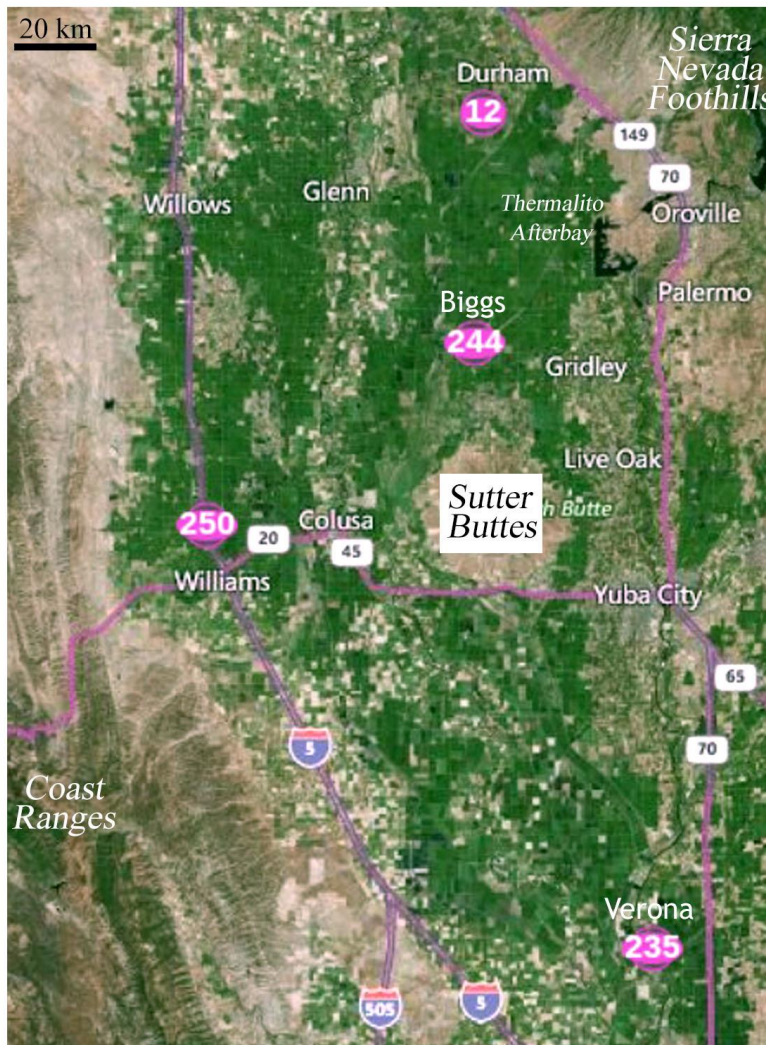 20 km
Sierra
Nevada
Foothills
Durham
12
149
70
Willows
Glenn
Thermalito
Afterbay
Oroville
Palermo
Biggs
244
Gridley
Live Oak
Sutter
Buttes
h Butte
250
20
Colusa
45
Williams
Yuba City
65
70
5
Coast
Ranges
Verona
235
505
5